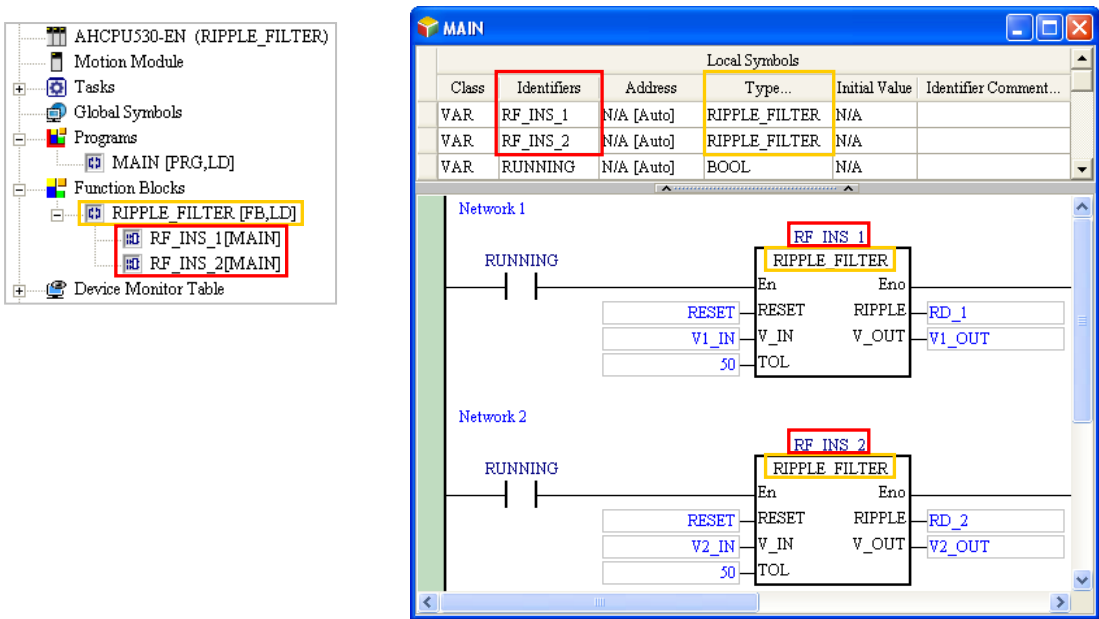 AHCPU530-EN (RIPPLE_FILTER)
Motion Module
Tasks
Global Symbols
Programs
MAIN [PRG,LD]
Function Blocks
RIPPLE_FILTER [FB,LD]
RF_INS_1[MAIN]
RF_INS_2[MAIN]
Device Monitor Table
MAIN
Local Symbols
Class Identifiers Address Type... Initial Value Identifier Comment...
VAR RF_INS_1 N/A [Auto] RIPPLE_FILTER N/A
VAR RF_INS_2 N/A [Auto] RIPPLE_FILTER N/A
VAR RUNNING N/A [Auto] BOOL N/A
Network 1
RF_INS_1
RUNNING RIPPLE_FILTER
En Eno
RESET RESET RIPPLE RD_1
V1_IN V_IN V_OUT V1_OUT
50 TOL
Network 2
RF_INS_2
RUNNING RIPPLE_FILTER
En Eno
RESET RESET RIPPLE RD_2
V2_IN V_IN V_OUT V2_OUT
50 TOL